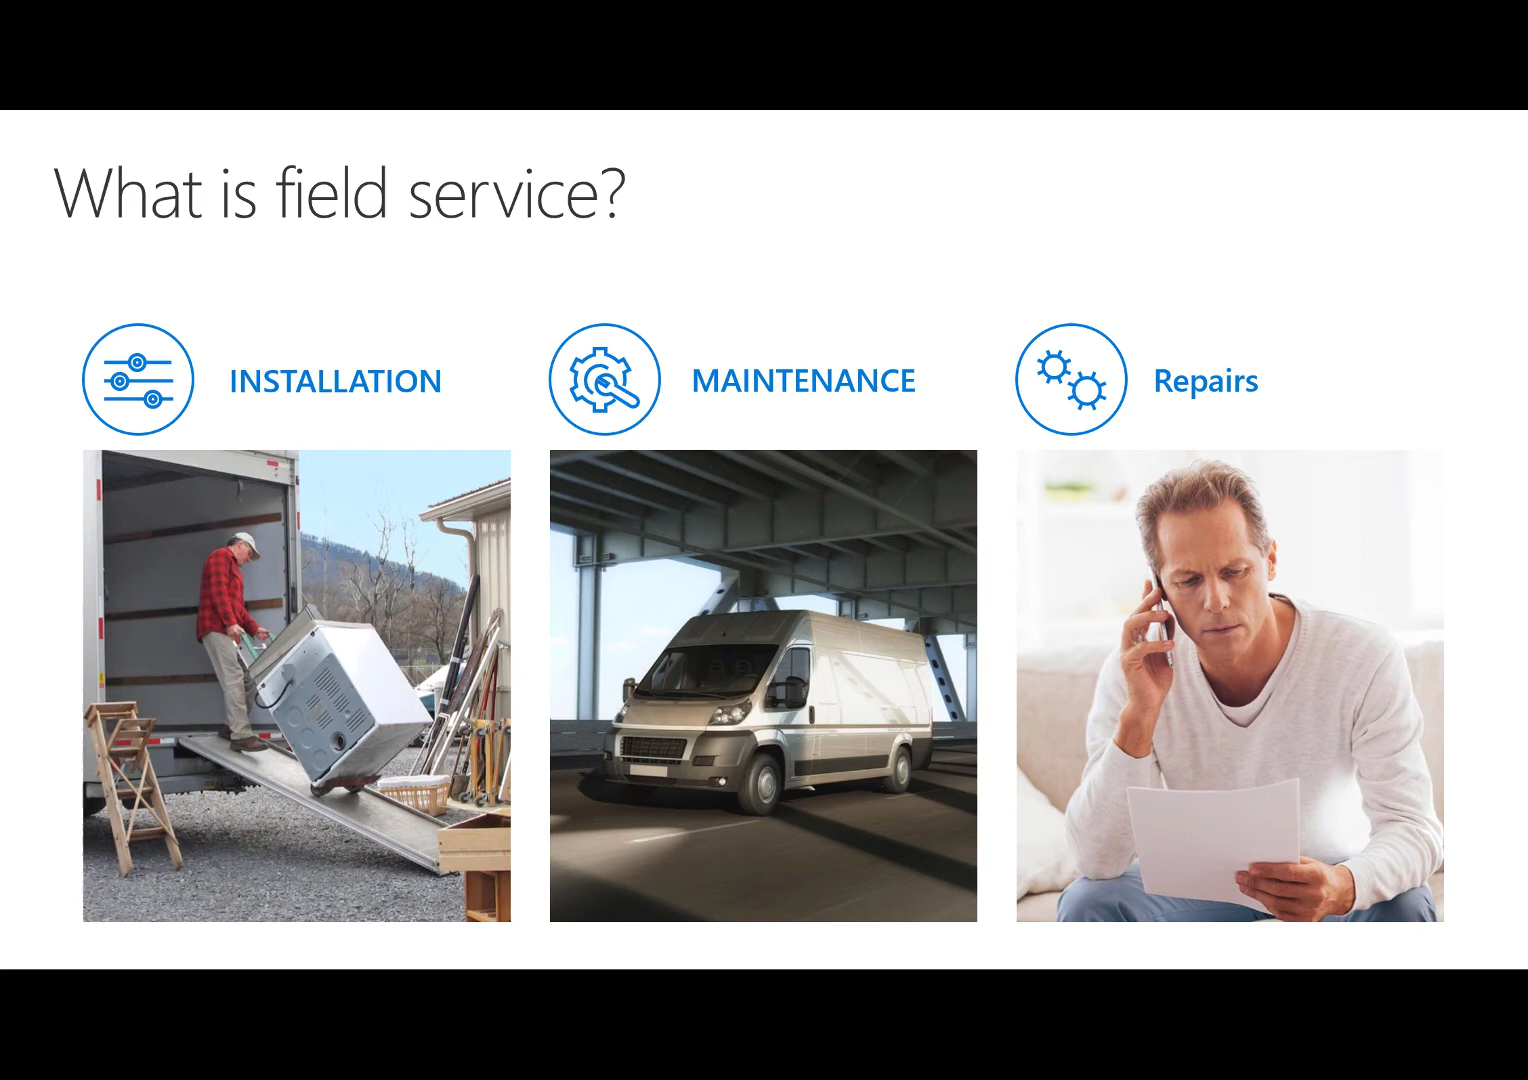 What is field service?
INSTALLATION
MAINTENANCE
Repairs